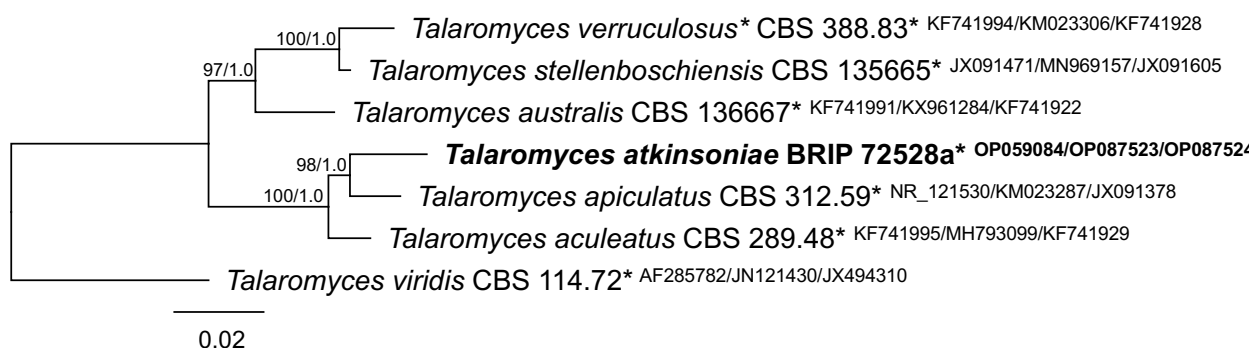 Talaromyces verruculosus* CBS 388.83* KF741994/KM023306/KF741928
100/1.0
Talaromyces stellenboschiensis CBS 135665* JX091471/MN969157/JX091605
97/1.0
Talaromyces australis CBS 136667* KF741991/KX961284/KF741922
Talaromyces atkinsoniae BRIP 72528a* OP059084/OP087523/OP087524
98/1.0
Talaromyces apiculatus CBS 312.59* NR_121530/KM023287/JX091378
100/1.0
Talaromyces aculeatus CBS 289.48* KF741995/MH793099/KF741929
Talaromyces viridis CBS 114.72* AF285782/JN121430/JX494310
0.02